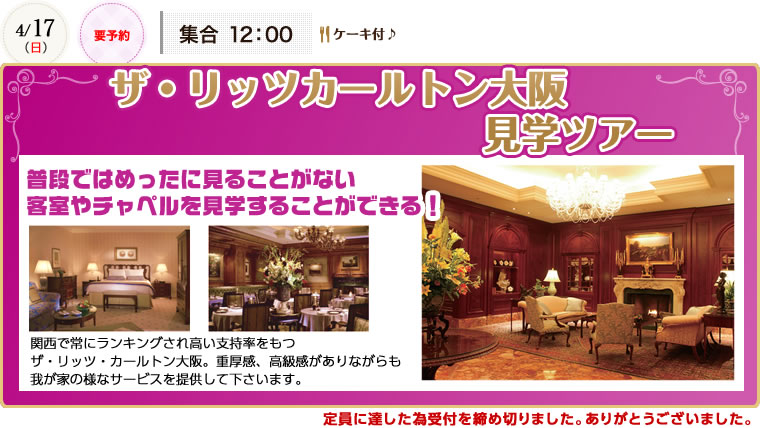 4/17
（日）
要予約
集合 12：00
ケーキ付♪
ザ・リッツカールトン大阪
見学ツアー
普段ではめったに見ることがない
客室やチャペルを見学することができる！
関西で常にランキングされ高い支持率をもつ
ザ・リッツ・カールトン大阪。重厚感、高級感がありながらも
我が家の様なサービスを提供して下さいます。
定員に達した為受付を締め切りました。ありがとうございました。